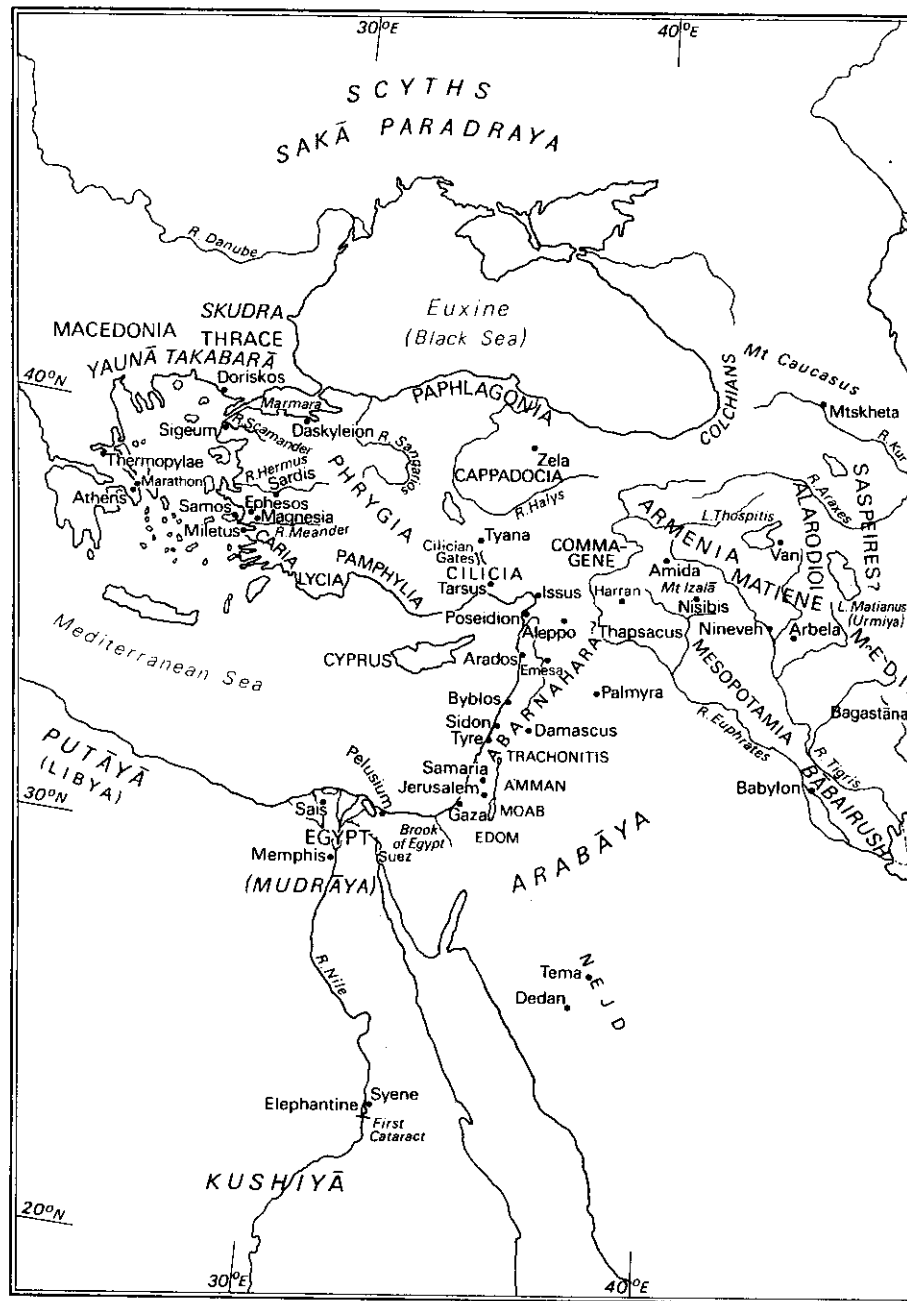 30°E
40°E
SCYTHS
SAKĀ PARADRAYA
R. Danube
Euxine
(Black Sea)
SKUDRA
THRACE
MACEDONIA
YAUNĀ TAKABARĀ
40°N
Doriskos
Marmara
Sigeum
R.Scamander
Daskyleion
R. Sangarios
PAPHLAGONIA
COLCHIANS
Mt Caucasus
Mtskheta
R. Kur
Thermopylae
Marathon
Athens
R.Hermus
Sardis
PHRYGIA
Zela
CAPPADOCIA
R.Halys
Samos
Ephesos
Magnesia
R. Meander
Miletus
CARIA
LYCIA
PAMPHYLIA
Tyana
Cilician
Gates
CILICIA
Tarsus
COMMA-
GENE
ARMENIA
L.Thospitis
Van
ALARODIOI
R. Araxes
SASPEIRES?
Amida
MATIENE
Mt Izalā
Nisibis
Harran
Issus
Poseidion
Aleppo
?Thapsacus
Nineveh
Arbela
L. Matianus
(Urmiya)
MEDI
Mediterranean Sea
CYPRUS
Arados
Emesa
ABARNAHARA
Palmyra
MESOPOTAMIA
Bagastāna
Byblos
Sidon
Tyre
Damascus
R. Euphrates
R. Tigris
TRACHONITIS
Samaria
Jerusalem
AMMAN
Gaza
MOAB
EDOM
Babylon
BĀBAIRUSH
PUTĀYĀ
(LIBYA)
30°N
Pelusium
Sais
Brook
of Egypt
EGYPT
Memphis
Suez
(MUDRĀYA)
ARABĀYA
R. Nile
Tema
NEJD
Dedan
Syene
Elephantine
First
Cataract
KUSHIYĀ
20°N
30°E
40°E